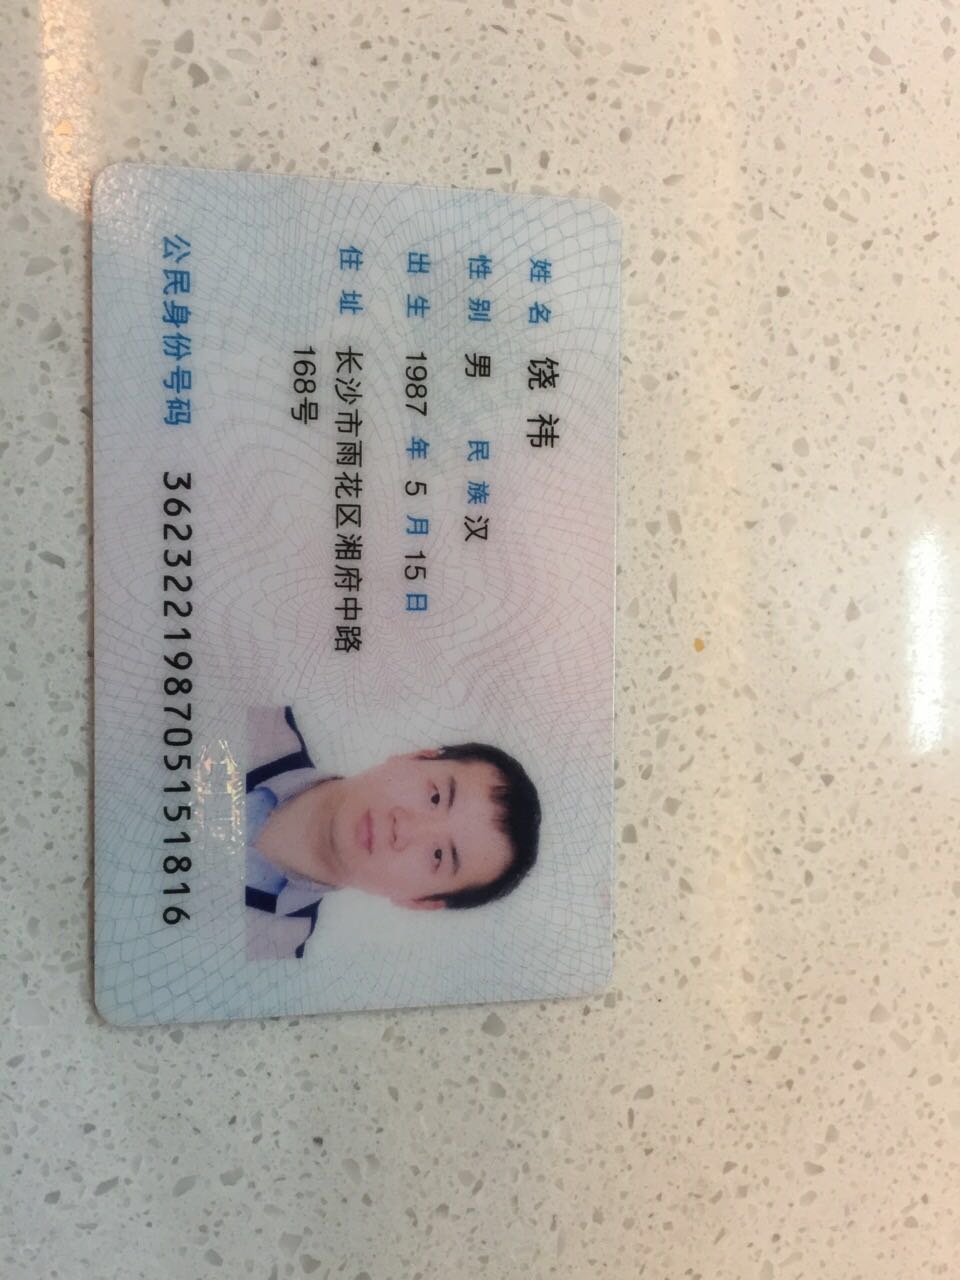 姓名 饶祎
性别 男 民族 汉
出生 1987 年 5 月 15 日
住址 长沙市雨花区湘府中路
168号
公民身份号码 362322198705151816